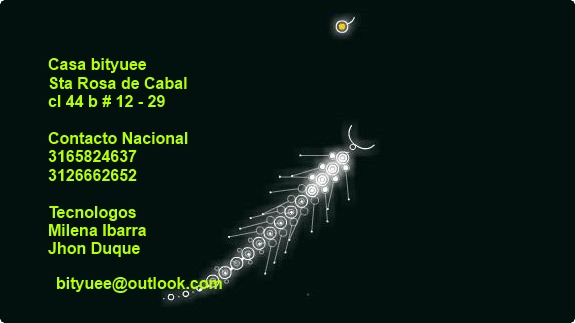 Casa bityuee
Sta Rosa de Cabal
cl 44 b # 12 - 29
Contacto Nacional
3165824637
3126662652
Tecnologos
Milena Ibarra
Jhon Duque
bityuee@outlook.com